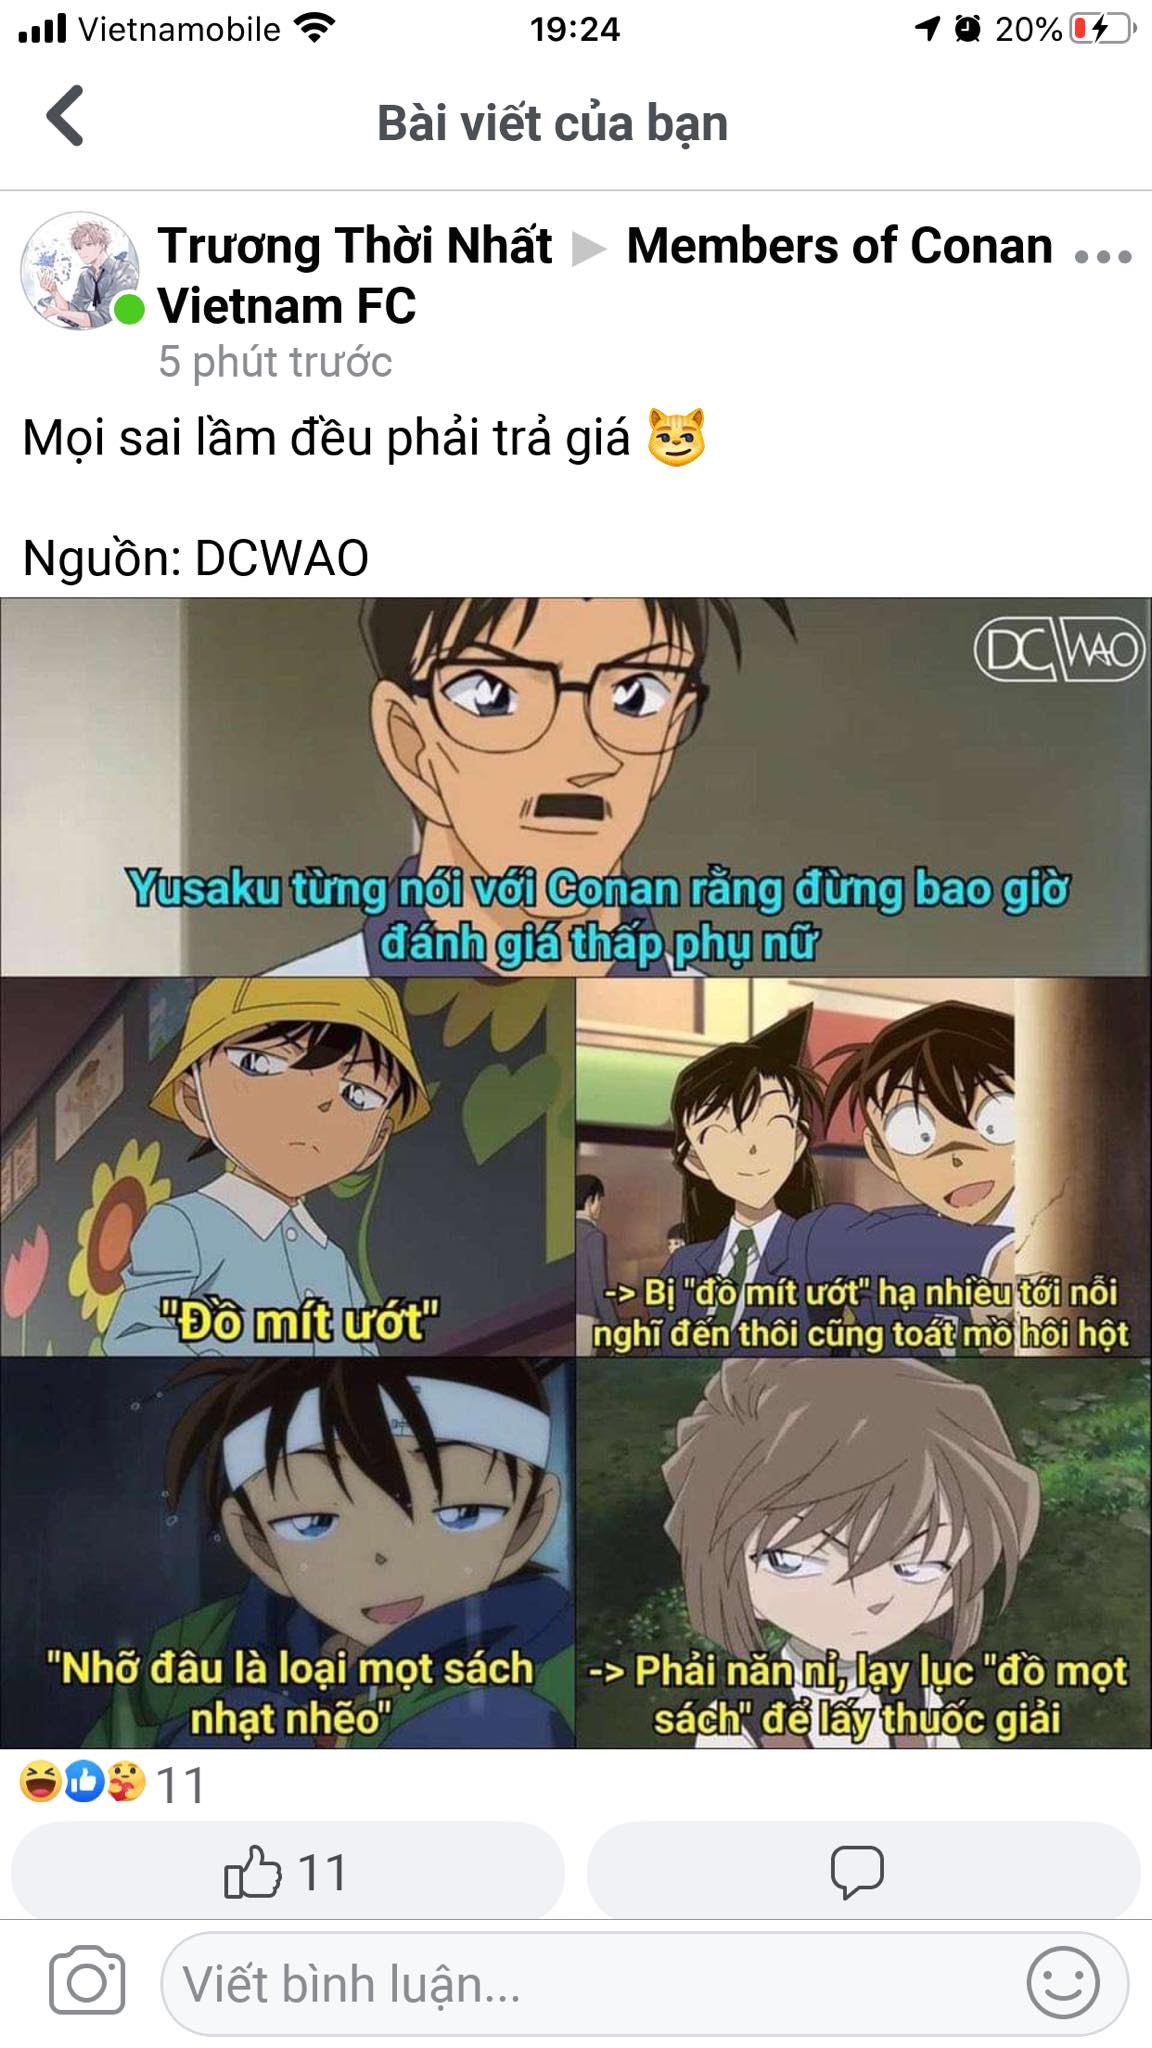 Vietnamobile 19:24 20%
Bài viết của bạn
Trương Thời Nhất ▶ Members of Conan
Vietnam FC
5 phút trước
Mọi sai lầm đều phải trả giá 😼
Nguồn: DCWAO
DCWAO
Yusaku từng nói với Conan rằng đừng bao giờ
đánh giá thấp phụ nữ
"Đồ mít ướt"
-> Bị "đồ mít ướt" hạ nhiều tới nỗi
nghĩ đến thôi cũng toát mồ hôi hột
"Nhỡ đâu là loại mọt sách
nhạt nhẽo"
-> Phải năn nỉ, lạy lục "đồ mọt
sách" để lấy thuốc giải
11
11
Viết bình luận...